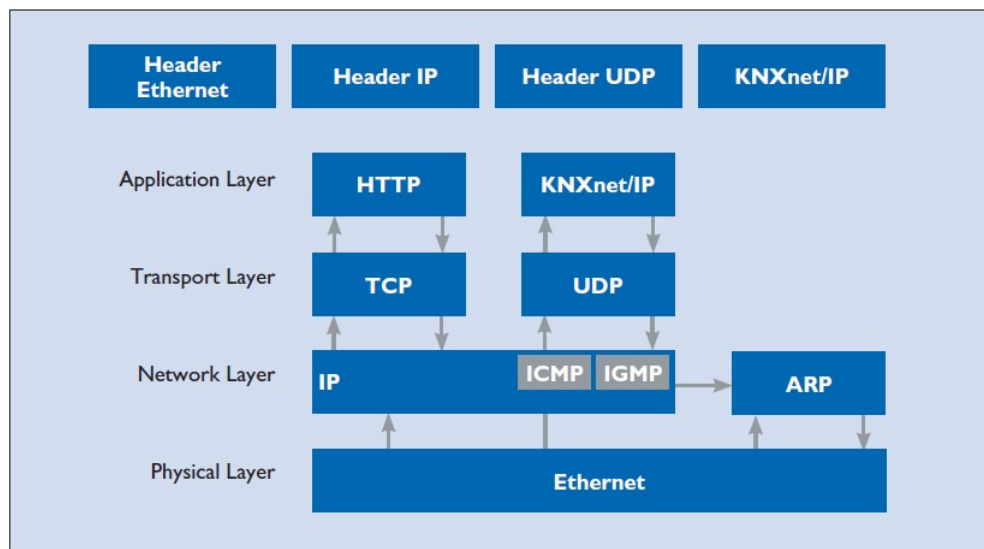 Header
Ethernet
Header IP
Header UDP
KNXnet/IP
Application Layer
HTTP
KNXnet/IP
Transport Layer
TCP
UDP
Network Layer
IP
ICMP
IGMP
ARP
Physical Layer
Ethernet